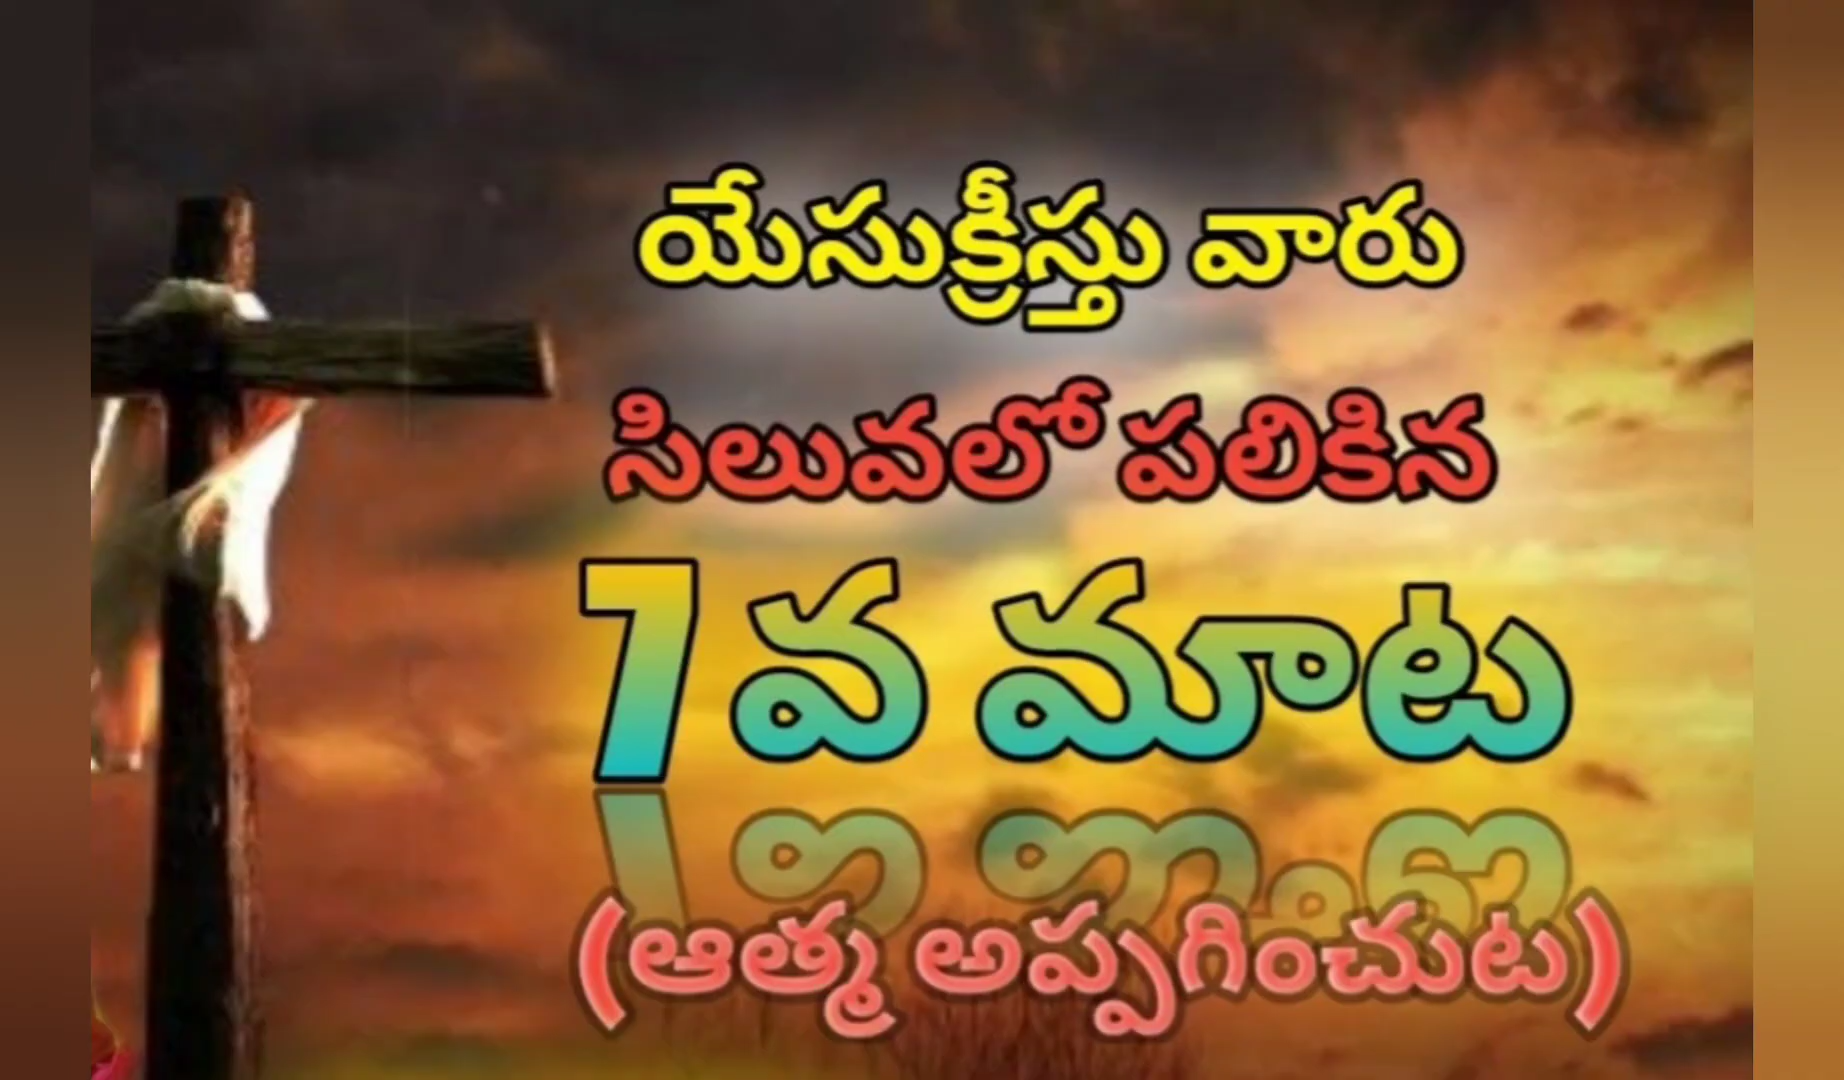 యేసుక్రీస్తు వారు
సిలువలో పలికిన
7వ మాట
(ఆత్మ అప్పగించుట)